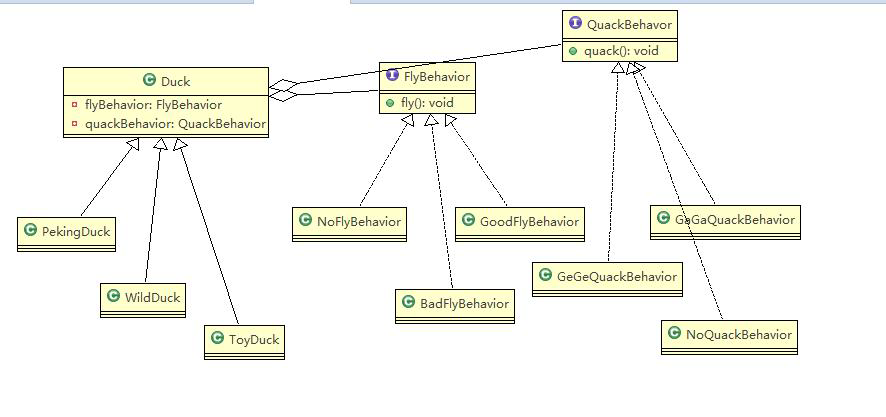 QuackBehavor
quack(): void
FlyBehavior
fly(): void
Duck
flyBehavior: FlyBehavior
quackBehavior: QuackBehavior
PekingDuck
WildDuck
ToyDuck
NoFlyBehavior
GoodFlyBehavior
BadFlyBehavior
GaGaQuackBehavior
GeGeQuackBehavior
NoQuackBehavior